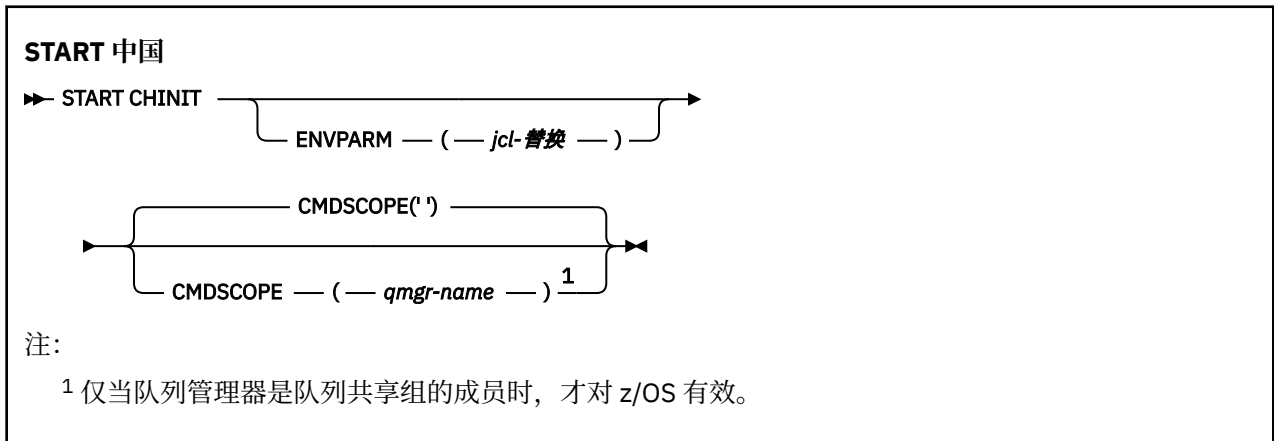 START 中国
START CHINIT
ENVPARM ( jcl-替换 )
CMDSCOPE(' ')
CMDSCOPE ( qmgr-name ) 1
注：
1 仅当队列管理器是队列共享组的成员时，才对 z/OS 有效。